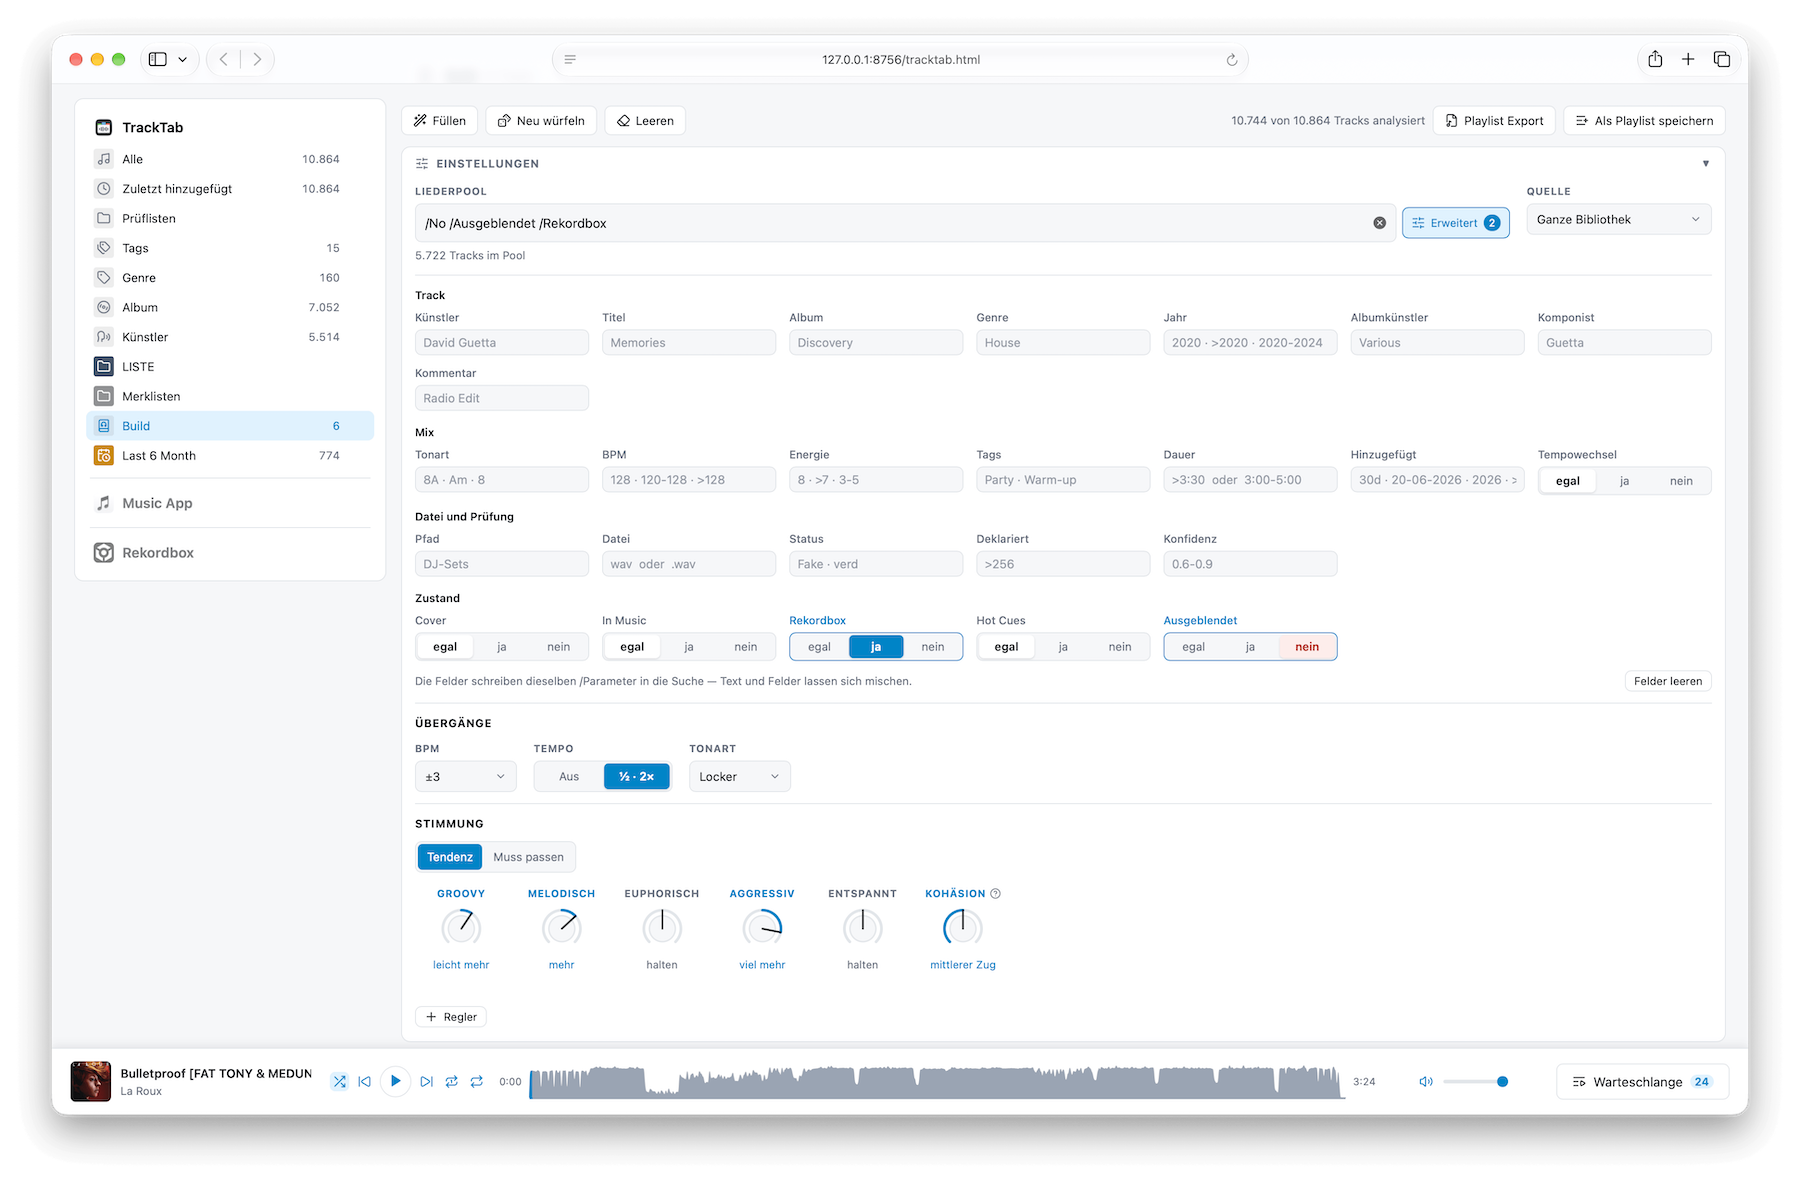 127.0.0.1:8756/tracktab.html
TrackTab
Alle 10.864
Zuletzt hinzugefügt 10.864
Prüflisten
Tags 15
Genre 160
Album 7.052
Künstler 5.514
LISTE
Merklisten
Build 6
Last 6 Month 774
Music App
Rekordbox
Füllen Neu würfeln Leeren 10.744 von 10.864 Tracks analysiert Playlist Export Als Playlist speichern
EINSTELLUNGEN
LIEDERPOOL QUELLE
/No /Ausgeblendet /Rekordbox Erweitert 2 Ganze Bibliothek
5.722 Tracks im Pool
Track
Künstler Titel Album Genre Jahr Albumkünstler Komponist
David Guetta Memories Discovery House 2020 · >2020 · 2020-2024 Various Guetta
Kommentar
Radio Edit
Mix
Tonart BPM Energie Tags Dauer Hinzugefügt Tempowechsel
8A · Am · 8 128 · 120-128 · >128 8 · >7 · 3-5 Party · Warm-up >3:30 oder 3:00-5:00 30d · 20-06-2026 · 2026 · > egal ja nein
Datei und Prüfung
Pfad Datei Status Deklariert Konfidenz
DJ-Sets wav oder .wav Fake · verd >256 0.6-0.9
Zustand
Cover In Music Rekordbox Hot Cues Ausgeblendet
egal ja nein egal ja nein egal ja nein egal ja nein egal ja nein
Die Felder schreiben dieselben /Parameter in die Suche — Text und Felder lassen sich mischen. Felder leeren
ÜBERGÄNGE
BPM TEMPO TONART
±3 Aus ½ · 2× Locker
STIMMUNG
Tendenz Muss passen
GROOVY MELODISCH EUPHORISCH AGGRESSIV ENTSPANNT KOHÄSION ?
leicht mehr mehr halten viel mehr halten mittlerer Zug
+ Regler
Bulletproof [FAT TONY & MEDUN
La Roux
0:00 3:24 Warteschlange 24